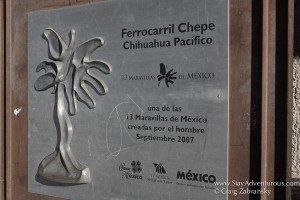 Ferrocarril Chepe
Chihuahua Pacífico
13 MARAVILLAS DE MÉXICO
una de las
13 Maravillas de México
creadas por el hombre
Septiembre 2007
MÉXICO
www.StayAdventurous.com
© Craig Zabransky